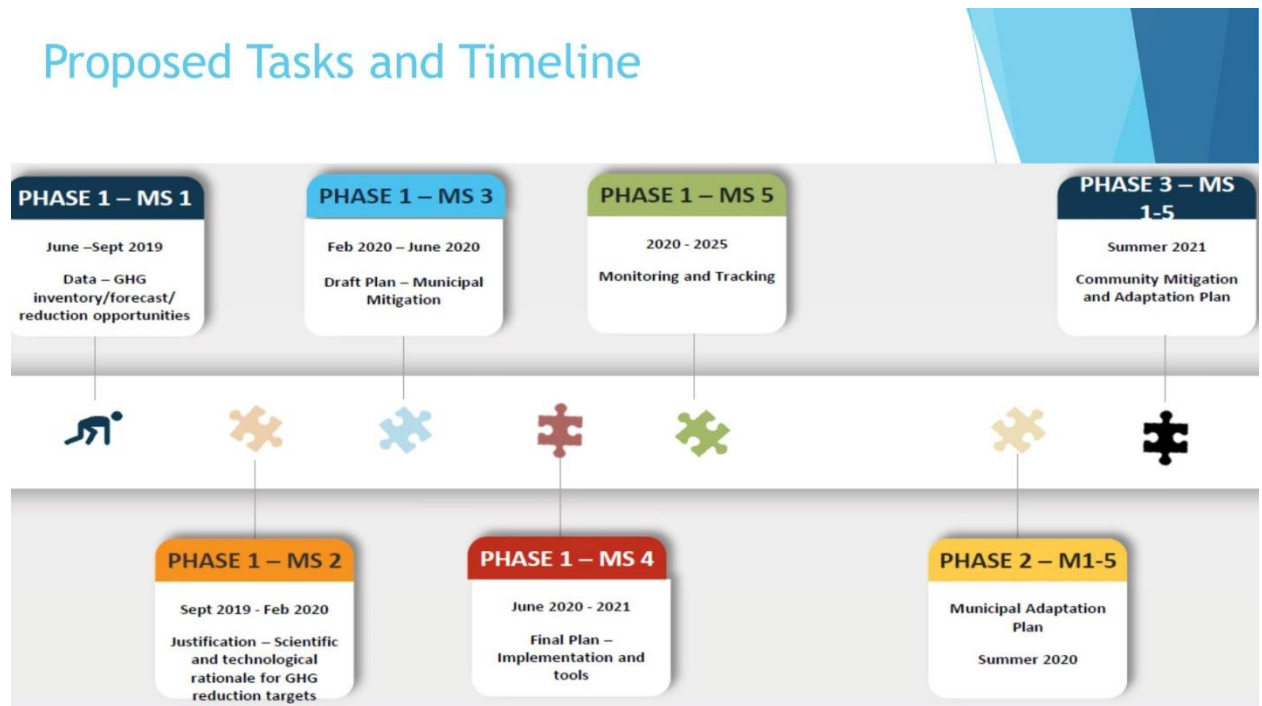 Proposed Tasks and Timeline
PHASE 1 – MS 1
June –Sept 2019
Data – GHG
inventory/forecast/
reduction opportunities
PHASE 1 – MS 3
Feb 2020 – June 2020
Draft Plan – Municipal
Mitigation
PHASE 1 – MS 5
2020 - 2025
Monitoring and Tracking
PHASE 3 – MS
1-5
Summer 2021
Community Mitigation
and Adaptation Plan
PHASE 1 – MS 2
Sept 2019 - Feb 2020
Justification – Scientific
and technological
rationale for GHG
reduction targets
PHASE 1 – MS 4
June 2020 - 2021
Final Plan –
Implementation and
tools
PHASE 2 – M1-5
Municipal Adaptation
Plan
Summer 2020